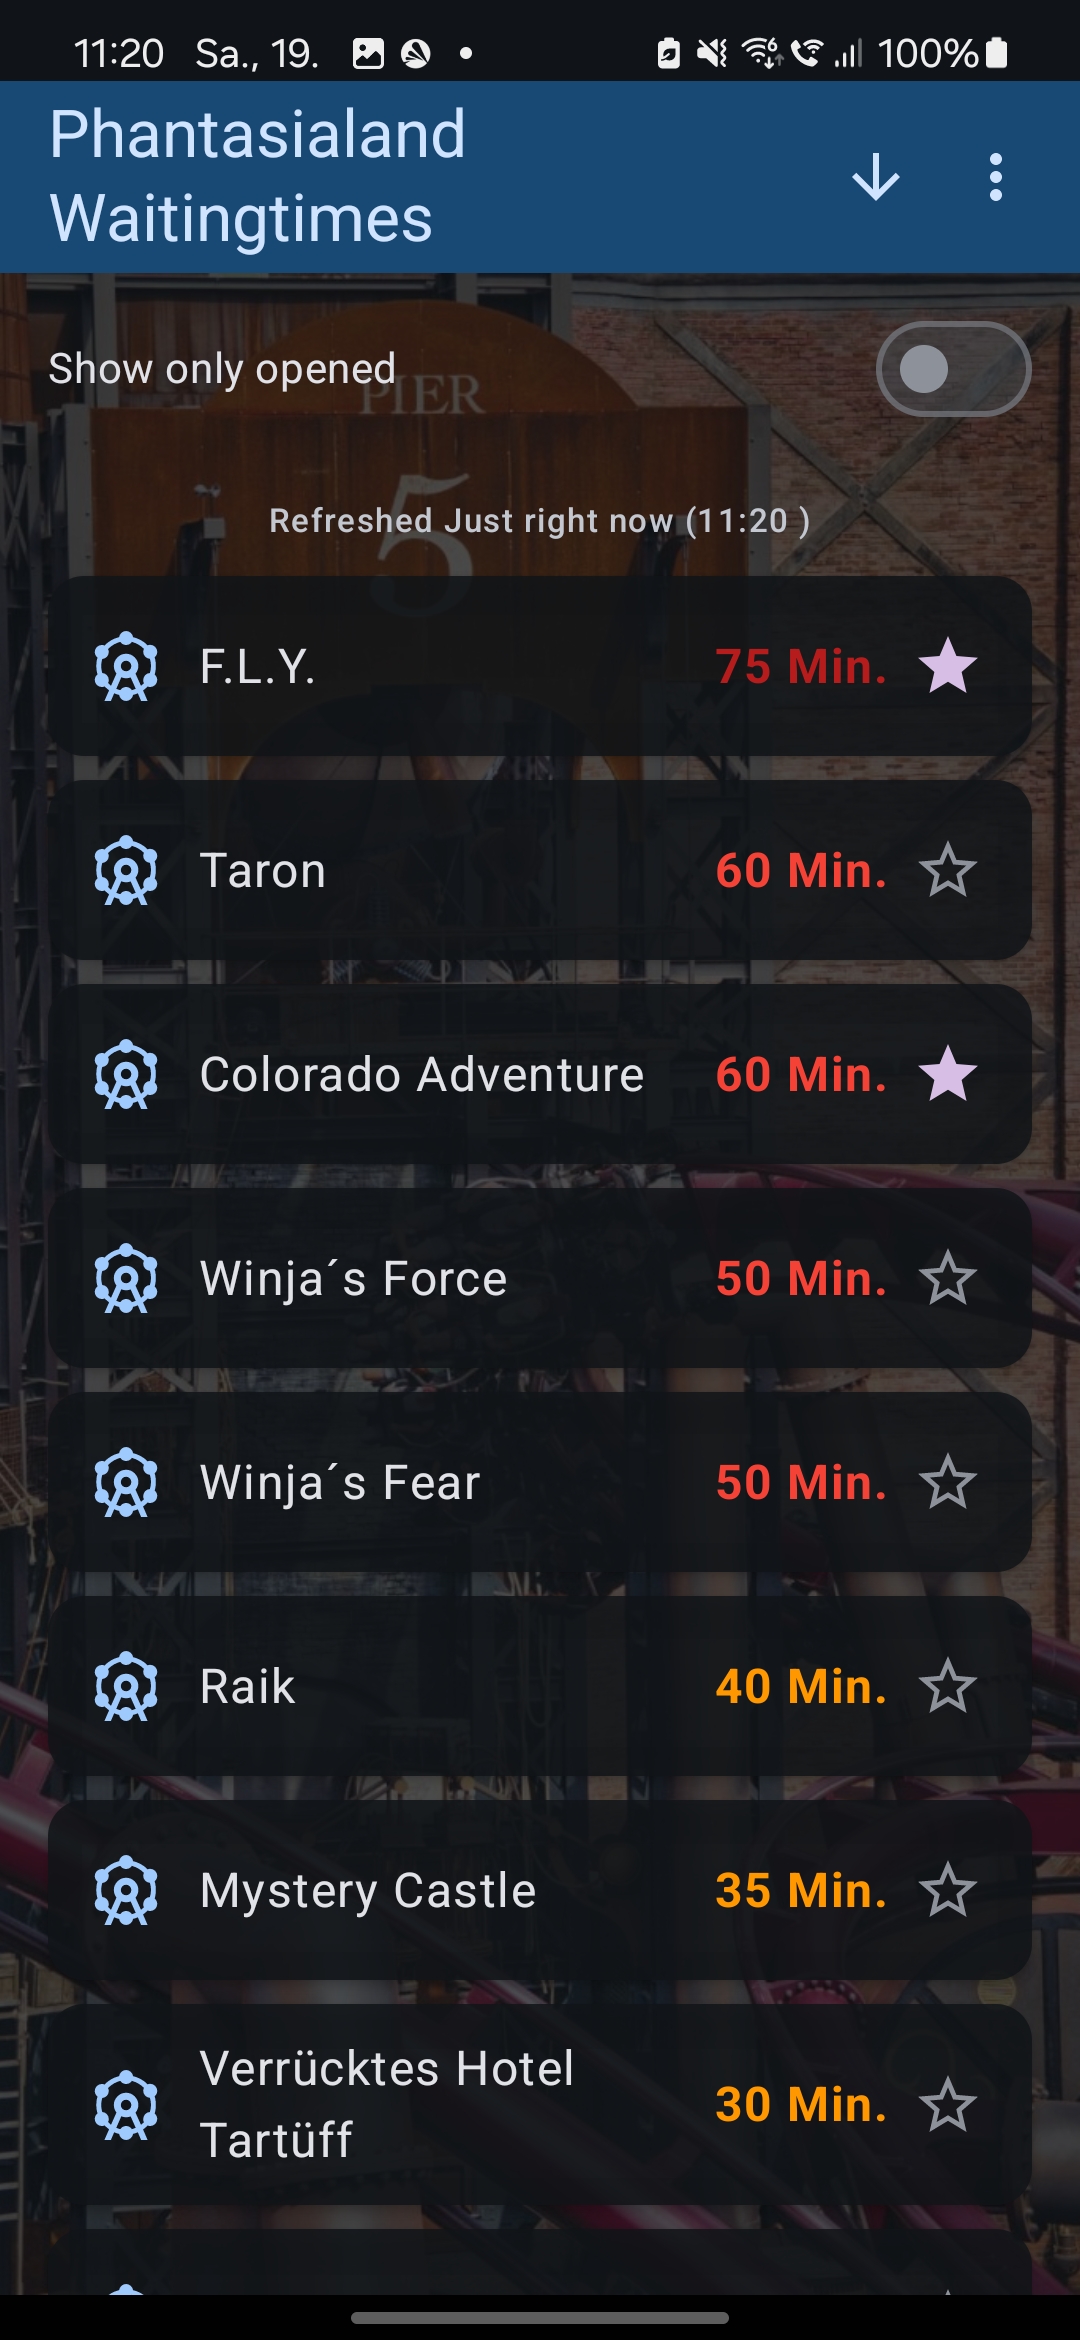 11:20 Sa., 19. 100%
Phantasialand
Waitingtimes
Show only opened
PIER
5
Refreshed Just right now (11:20 )
F.L.Y. 75 Min.
Taron 60 Min.
Colorado Adventure 60 Min.
Winja´s Force 50 Min.
Winja´s Fear 50 Min.
Raik 40 Min.
Mystery Castle 35 Min.
Verrücktes Hotel
Tartüff 30 Min.